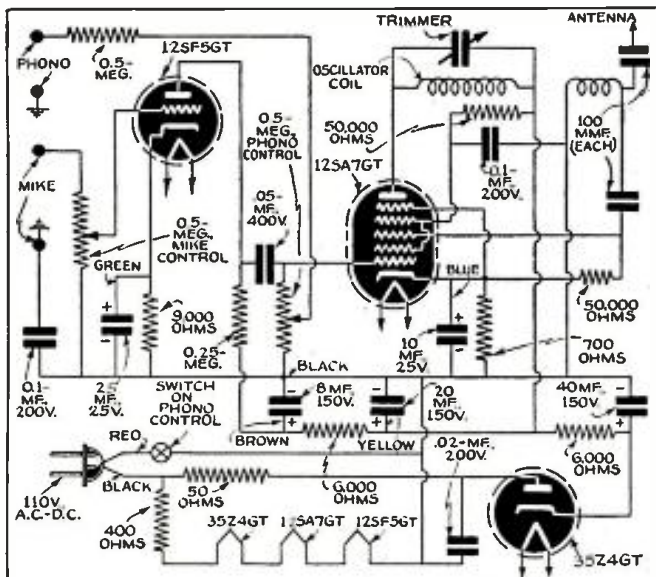 TRIMMER
ANTENNA
12SF5GT
PHONO
0.5-
MEG.
OSCILLATOR
COIL
0.5-
MEG.
PHONO
CONTROL
50,000
OHMS
12SA7GT
0.1-
MF.
200V.
100
MMF.
(EACH)
MIKE
.05-
MF.
400V.
0.5-
MEG.
MIKE
CONTROL
GREEN
BLUE
50,000
OHMS
+
-
9,000
OHMS
0.25-
MEG.
+
-
10
MF.
25V.
700
OHMS
0.1-
MF.
200V.
25
MF.
25V.
BLACK
SWITCH
ON
PHONO
CONTROL
-
8 MF.
150V.
+
-
20
MF.
150V.
+
40 MF.
150V.
-
+
RED
BROWN
YELLOW
.02-MF.
200V.
6,000
OHMS
6,000
OHMS
BLACK
110V.
A.C.-D.C.
50
OHMS
400
OHMS
35Z4GT
12SA7GT
12SF5GT
35Z4GT